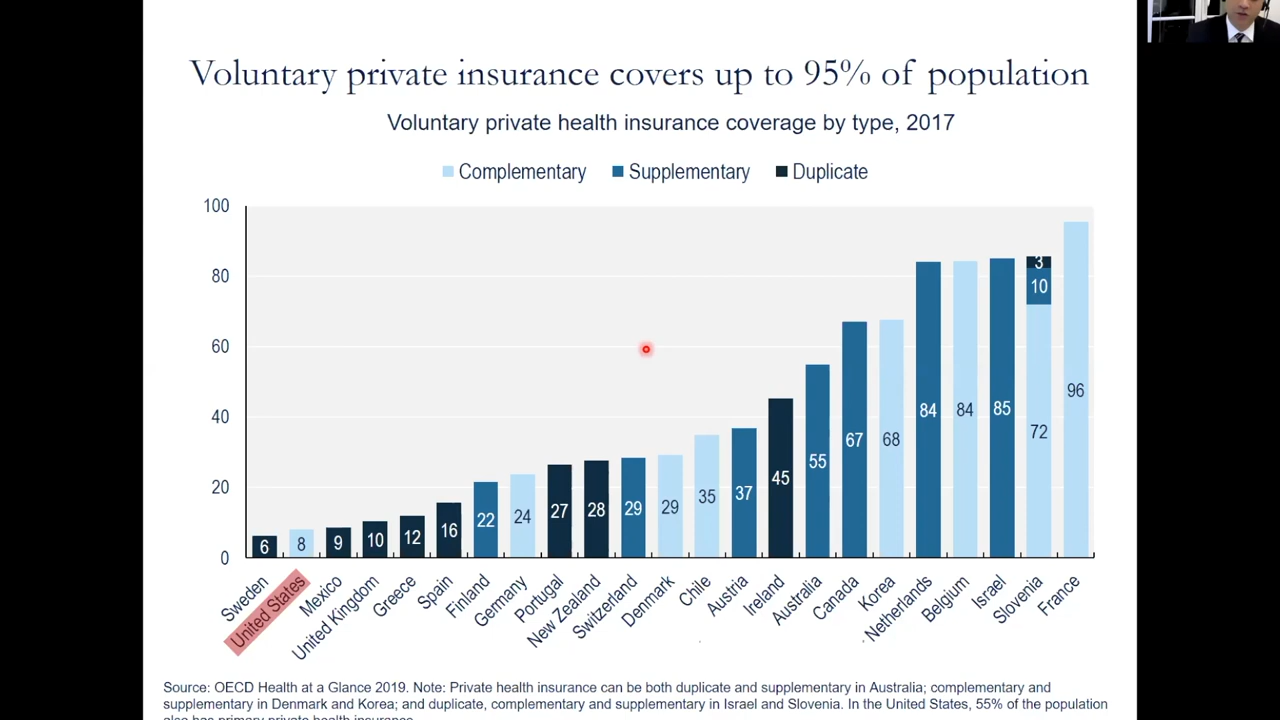 Voluntary private insurance covers up to 95% of population
Voluntary private health insurance coverage by type, 2017
Complementary Supplementary Duplicate
100
80
60
40
20
0
6 8 9 10 12 16 22 24 27 28 29 29 35 37 45 55 67 68 84 84 85 72 10 3 96
Sweden
United States
Mexico
United Kingdom
Greece
Spain
Finland
Germany
Portugal
New Zealand
Switzerland
Denmark
Chile
Austria
Ireland
Australia
Canada
Korea
Netherlands
Belgium
Israel
Slovenia
France
Source: OECD Health at a Glance 2019. Note: Private health insurance can be both duplicate and supplementary in Australia; complementary and
supplementary in Denmark and Korea; and duplicate, complementary and supplementary in Israel and Slovenia. In the United States, 55% of the population
also has primary private health insurance.